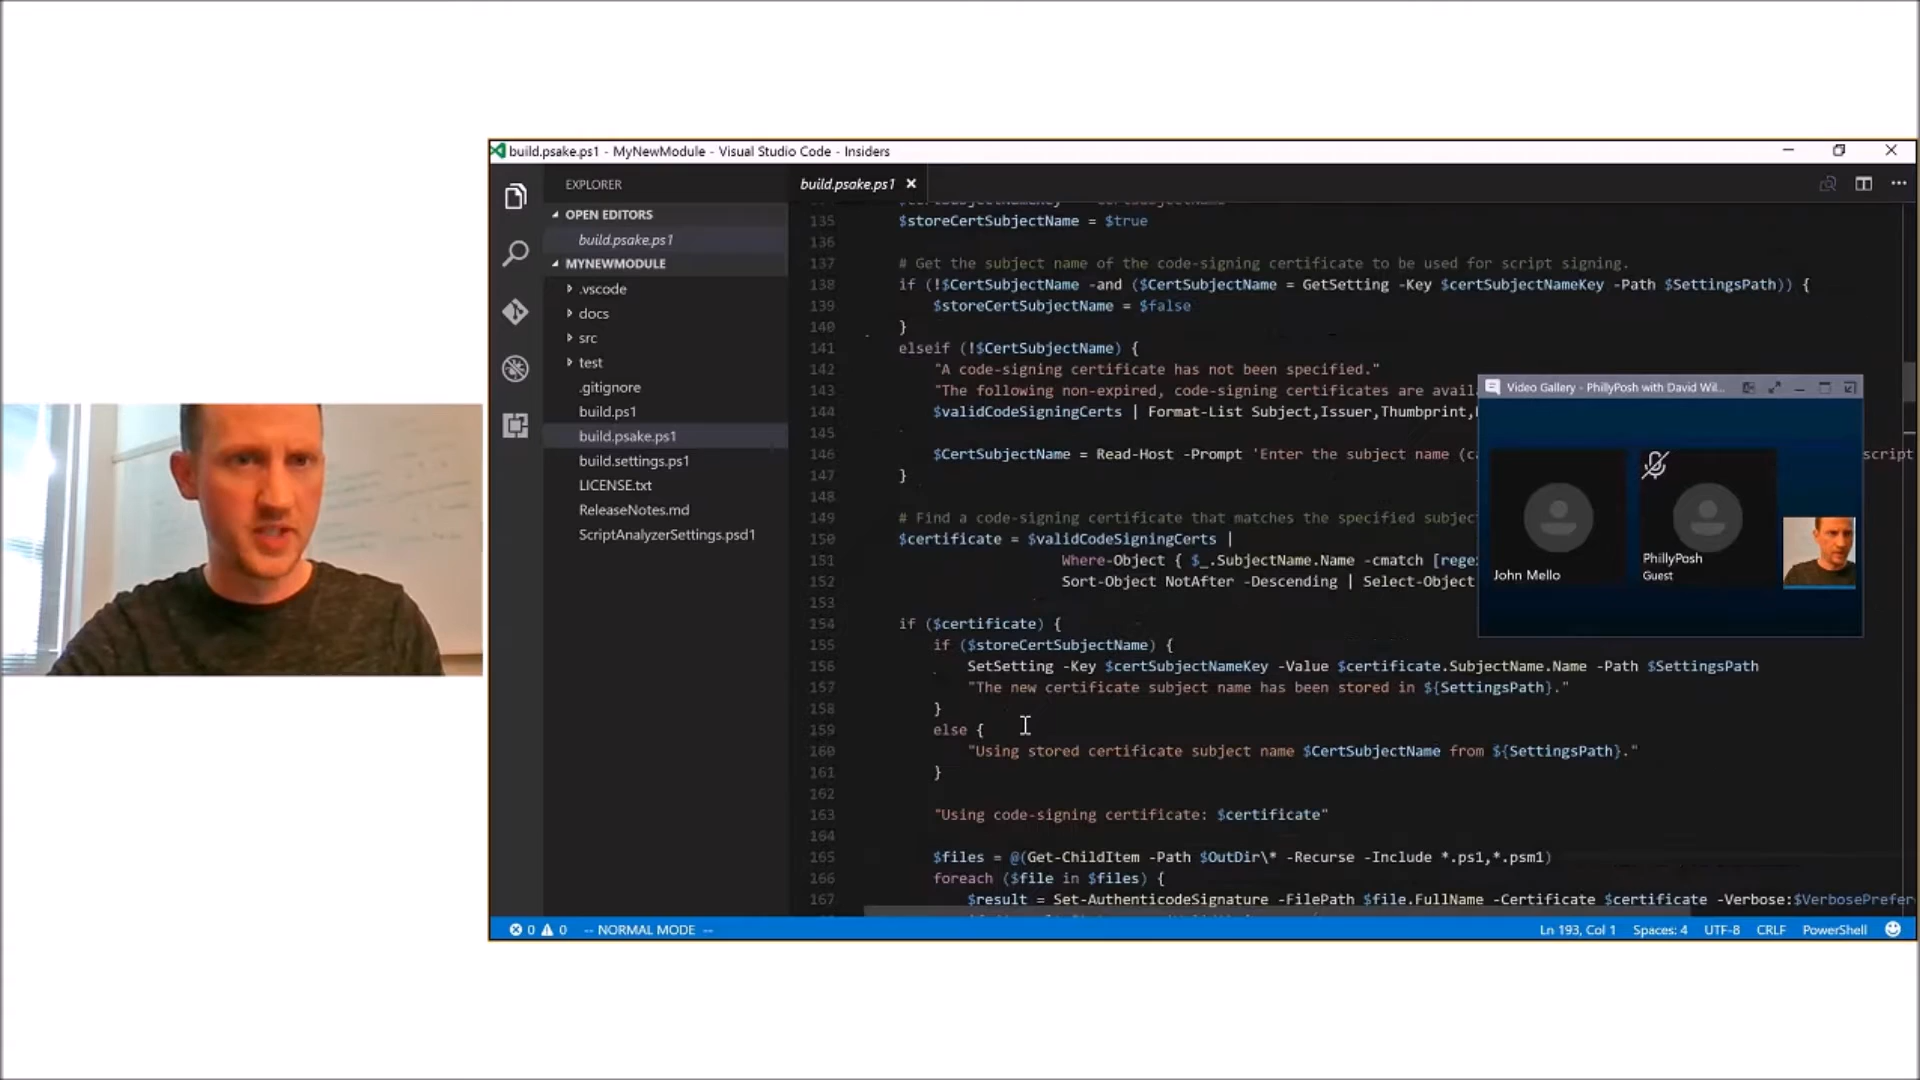 build.psake.ps1 - MyNewModule - Visual Studio Code - Insiders
EXPLORER
OPEN EDITORS
build.psake.ps1
MYNEWMODULE
.vscode
docs
src
test
.gitignore
build.ps1
build.psake.ps1
build.settings.ps1
LICENSE.txt
ReleaseNotes.md
ScriptAnalyzerSettings.psd1
build.psake.ps1
135 $storeCertSubjectName = $true
136
137 # Get the subject name of the code-signing certificate to be used for script signing.
138 if (!$CertSubjectName -and ($CertSubjectName = GetSetting -Key $certSubjectNameKey -Path $SettingsPath)) {
139 $storeCertSubjectName = $false
140 }
141 elseif (!$CertSubjectName) {
142 "A code-signing certificate has not been specified."
143 "The following non-expired, code-signing certificates are avail
144 $validCodeSigningCerts | Format-List Subject,Issuer,Thumbprint,
145
146 $CertSubjectName = Read-Host -Prompt 'Enter the subject name (c script
147 }
148
149 # Find a code-signing certificate that matches the specified subjec
150 $certificate = $validCodeSigningCerts |
151 Where-Object { $_.SubjectName.Name -cmatch [rege
152 Sort-Object NotAfter -Descending | Select-Object
153
154 if ($certificate) {
155 if ($storeCertSubjectName) {
156 SetSetting -Key $certSubjectNameKey -Value $certificate.SubjectName.Name -Path $SettingsPath
157 "The new certificate subject name has been stored in ${SettingsPath}."
158 }
159 else {
160 "Using stored certificate subject name $CertSubjectName from ${SettingsPath}."
161 }
162
163 "Using code-signing certificate: $certificate"
164
165 $files = @(Get-ChildItem -Path $OutDir\* -Recurse -Include *.ps1,*.psm1)
166 foreach ($file in $files) {
167 $result = Set-AuthenticodeSignature -FilePath $file.FullName -Certificate $certificate -Verbose:$VerbosePrefer
Video Gallery - PhillyPosh with David Wil...
John Mello
PhillyPosh
Guest
0 0 -- NORMAL MODE -- Ln 193, Col 1 Spaces: 4 UTF-8 CRLF PowerShell